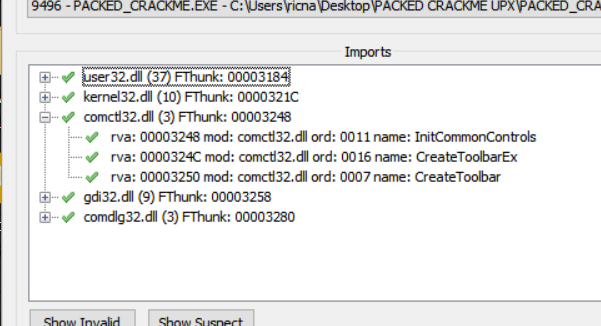 9496 - PACKED_CRACKME.EXE - C:\Users\ricna\Desktop\PACKED CRACKME UPX\PACKED_CRA
Imports
user32.dll (37) FThunk: 00003184
kernel32.dll (10) FThunk: 0000321C
comctl32.dll (3) FThunk: 00003248
rva: 00003248 mod: comctl32.dll ord: 0011 name: InitCommonControls
rva: 0000324C mod: comctl32.dll ord: 0016 name: CreateToolbarEx
rva: 00003250 mod: comctl32.dll ord: 0007 name: CreateToolbar
gdi32.dll (9) FThunk: 00003258
comdlg32.dll (3) FThunk: 00003280
Show Invalid Show Suspect